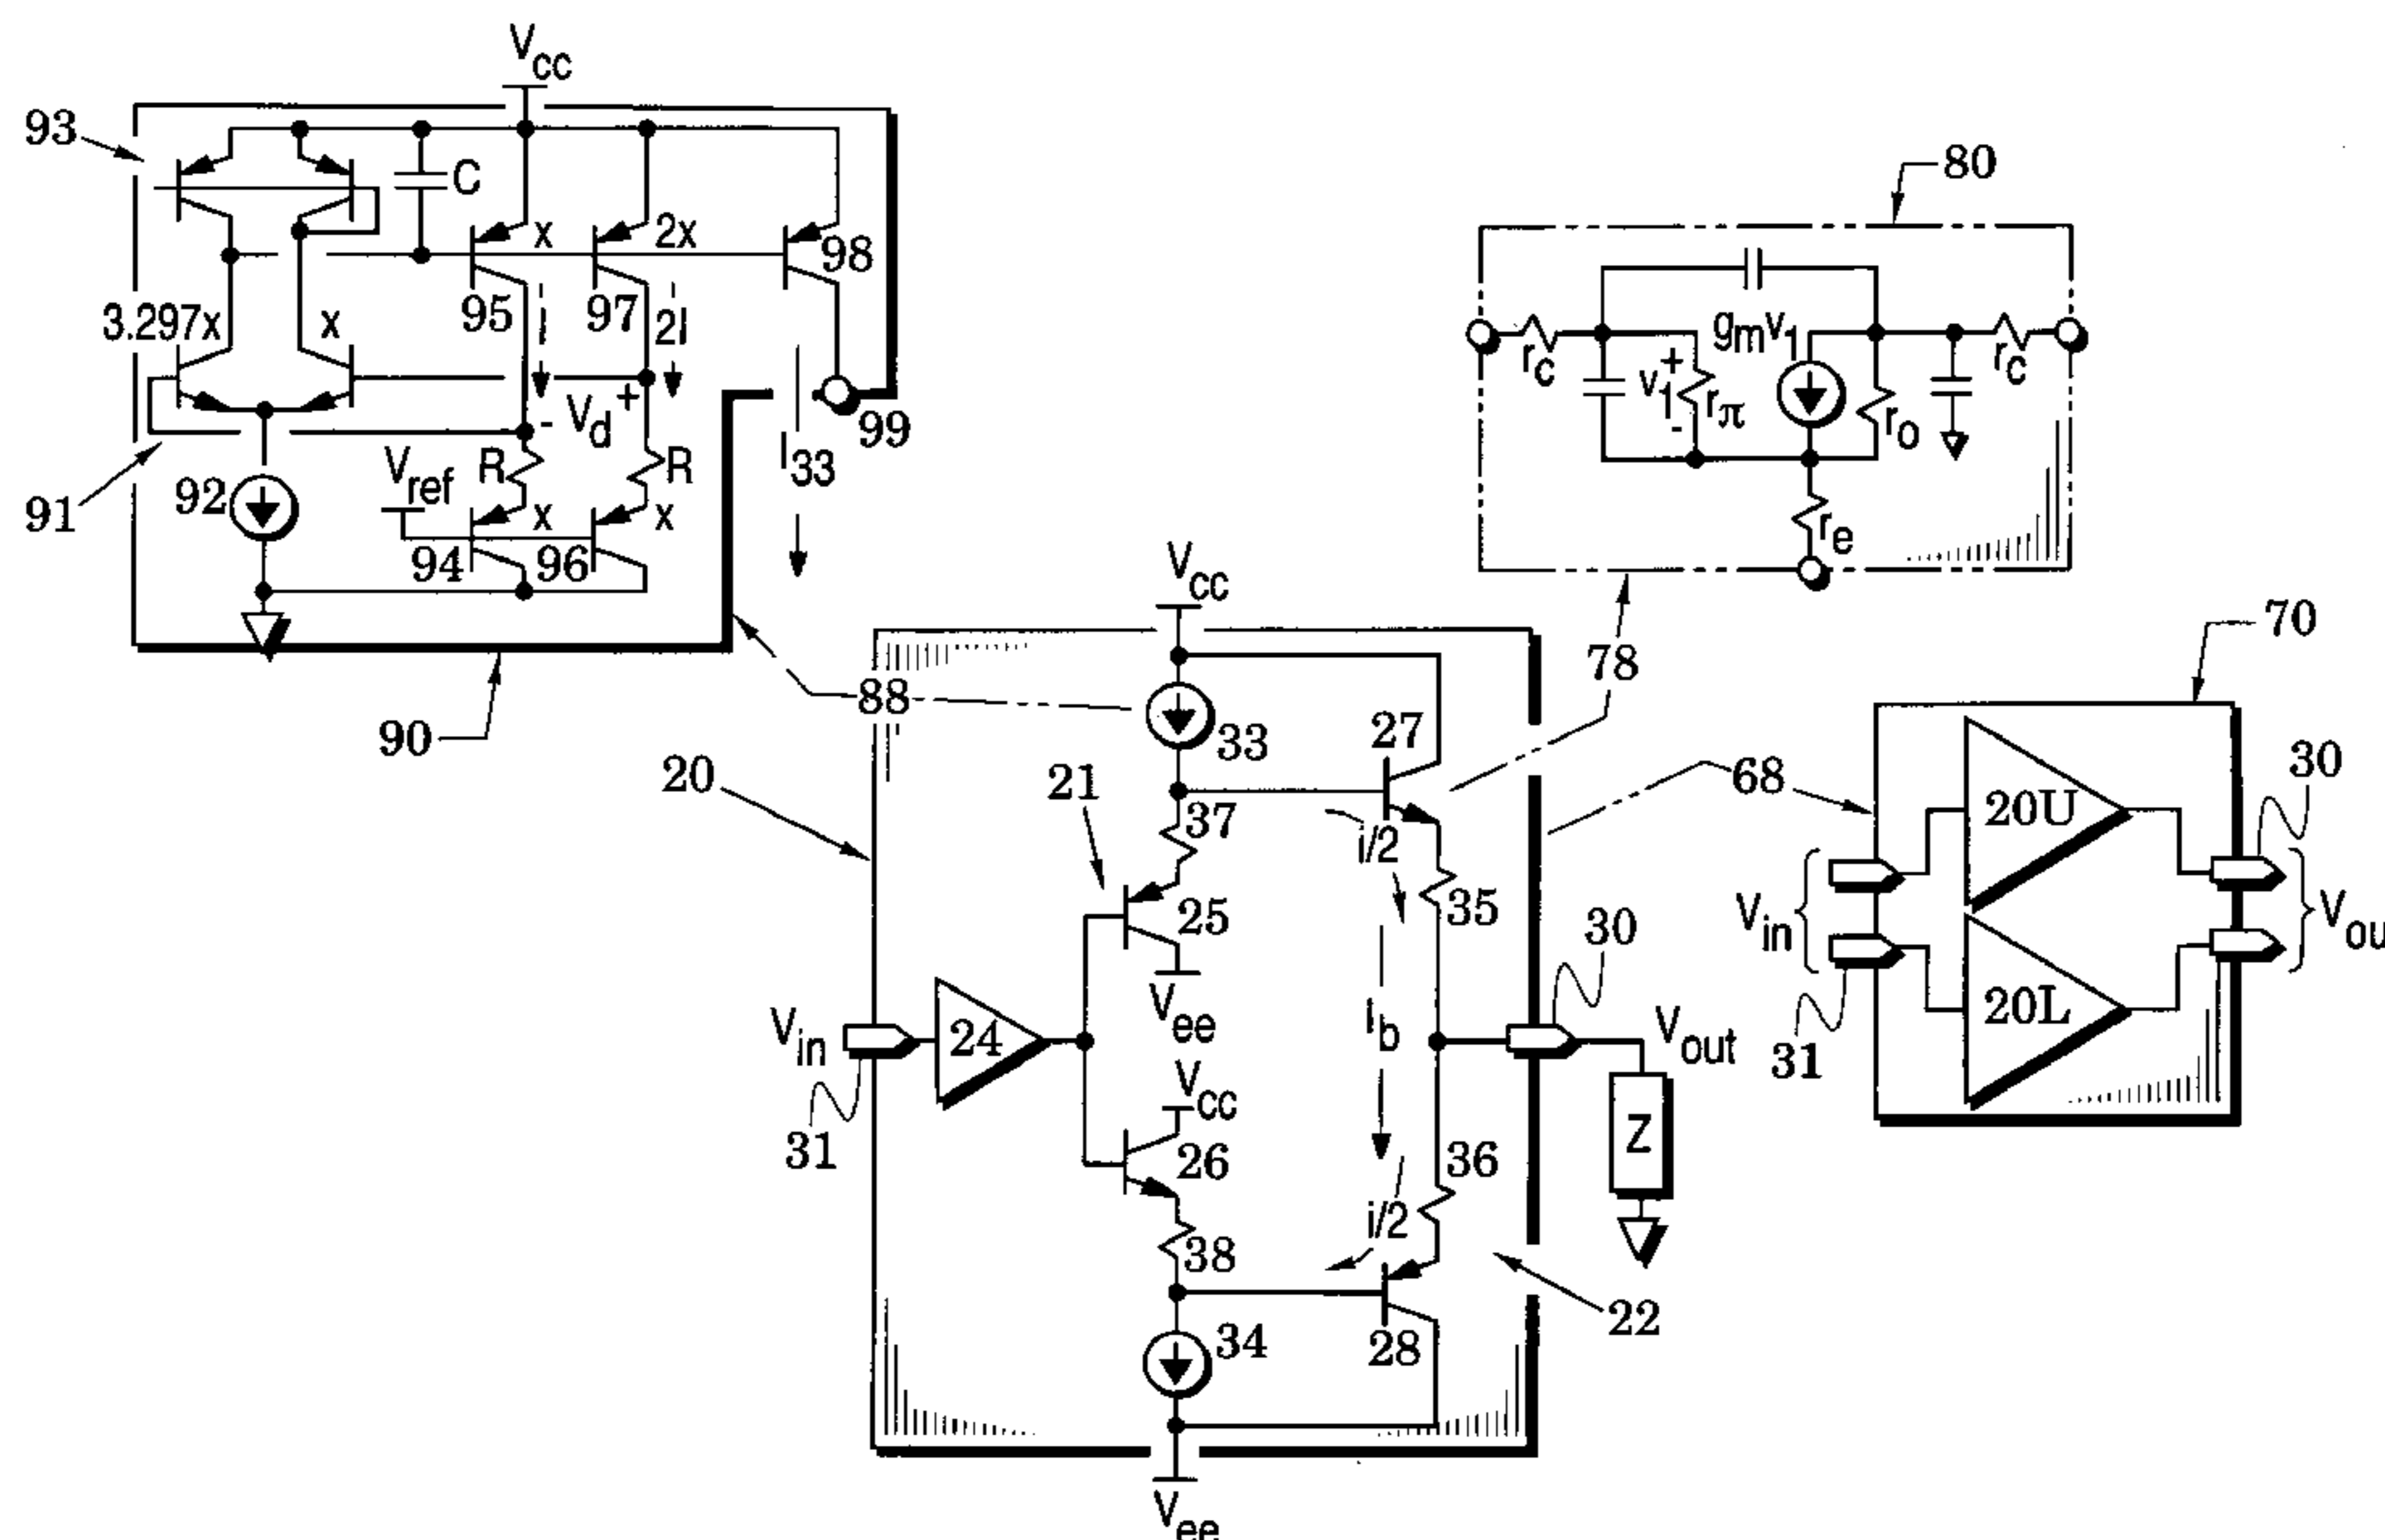 Vcc
93
C
x
2x
98
3.297x
x
95
I
97
2I
- Vd +
99
I33
Vref
R
R
91
92
x
x
94
96
90
88
80
rc
v1
+
-
rπ
gmv1
ro
rc
re
78
70
Vcc
33
27
20
21
37
i/2
25
35
Vee
Ib
30
Vin
24
Vout
31
Vcc
26
36
Z
38
i/2
34
28
22
Vee
68
20U
30
Vin
20L
31